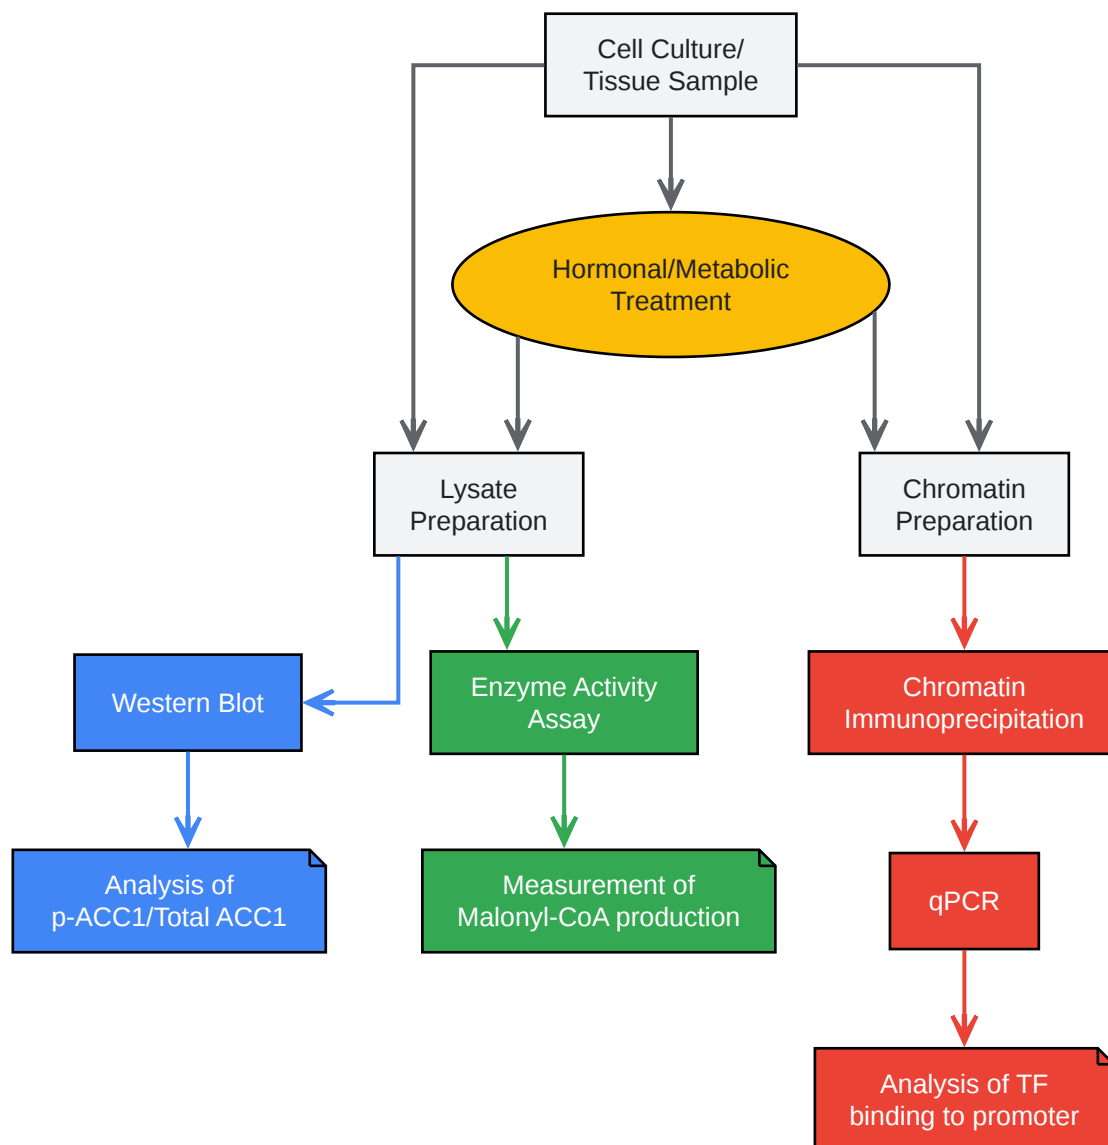 Cell Culture/
Tissue Sample
Hormonal/Metabolic
Treatment
Lysate
Preparation
Chromatin
Preparation
Western Blot
Enzyme Activity
Assay
Chromatin
Immunoprecipitation
Analysis of
p-ACC1/Total ACC1
Measurement of
Malonyl-CoA production
qPCR
Analysis of TF
binding to promoter